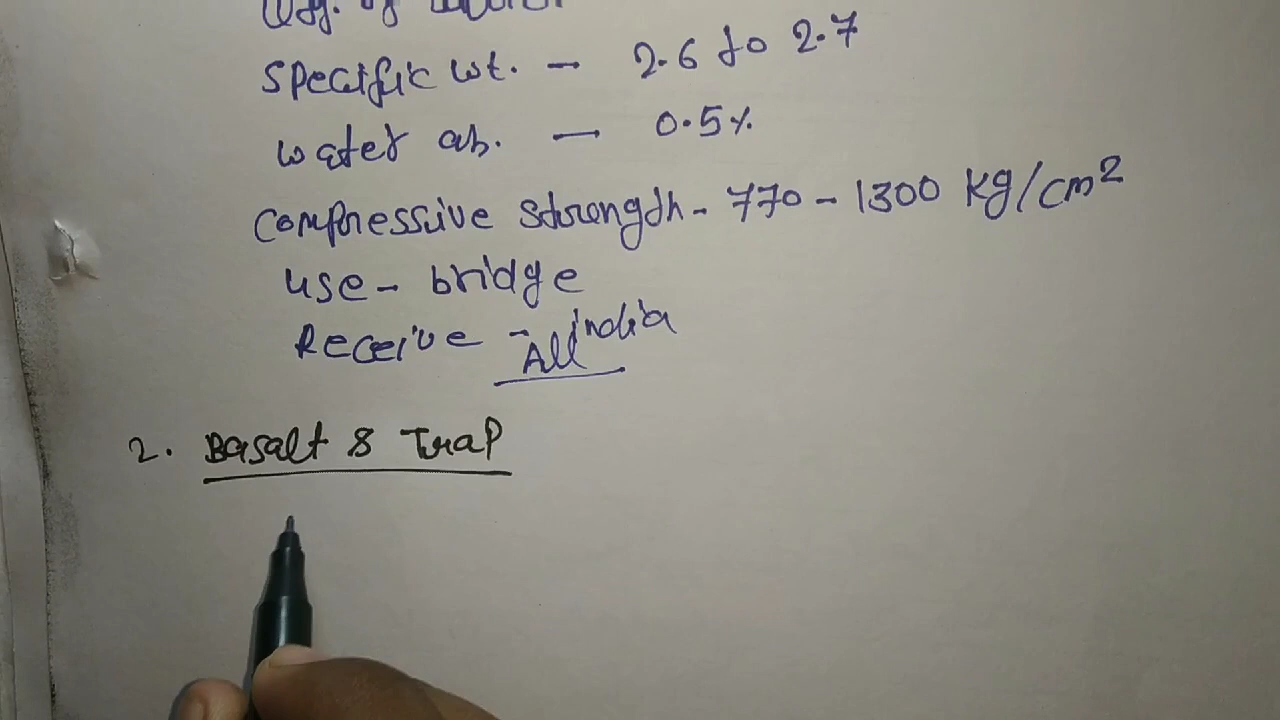 of
Specific wt. - 2.6 to 2.7
water ab. - 0.5%
Compressive strength - 770 - 1300 kg/cm²
use - bridge
Receive - All india
2. Basalt & Trap